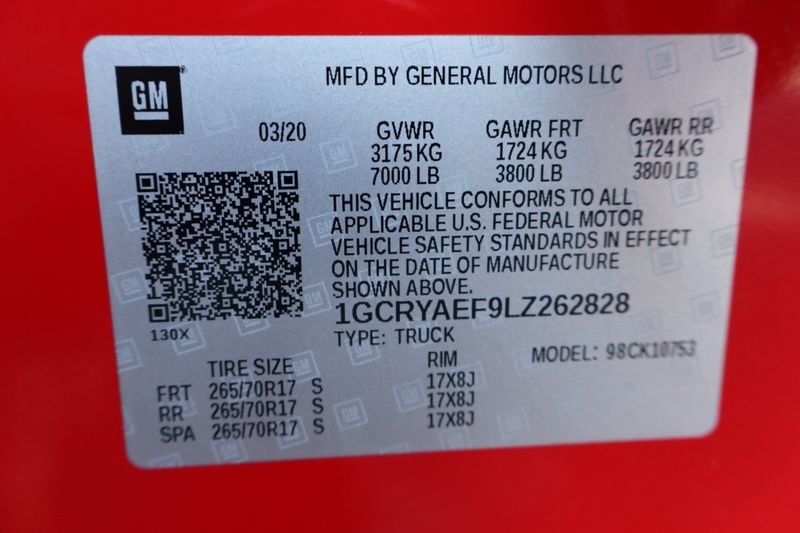 GM
MFD BY GENERAL MOTORS LLC
03/20 GVWR GAWR FRT GAWR RR
3175 KG 1724 KG 1724 KG
7000 LB 3800 LB 3800 LB
THIS VEHICLE CONFORMS TO ALL
APPLICABLE U.S. FEDERAL MOTOR
VEHICLE SAFETY STANDARDS IN EFFECT
ON THE DATE OF MANUFACTURE
SHOWN ABOVE.
1GCRYAEF9LZ262828
130X
TYPE: TRUCK
MODEL: 98CK10753
TIRE SIZE RIM
FRT 265/70R17 S 17X8J
RR 265/70R17 S 17X8J
SPA 265/70R17 S 17X8J